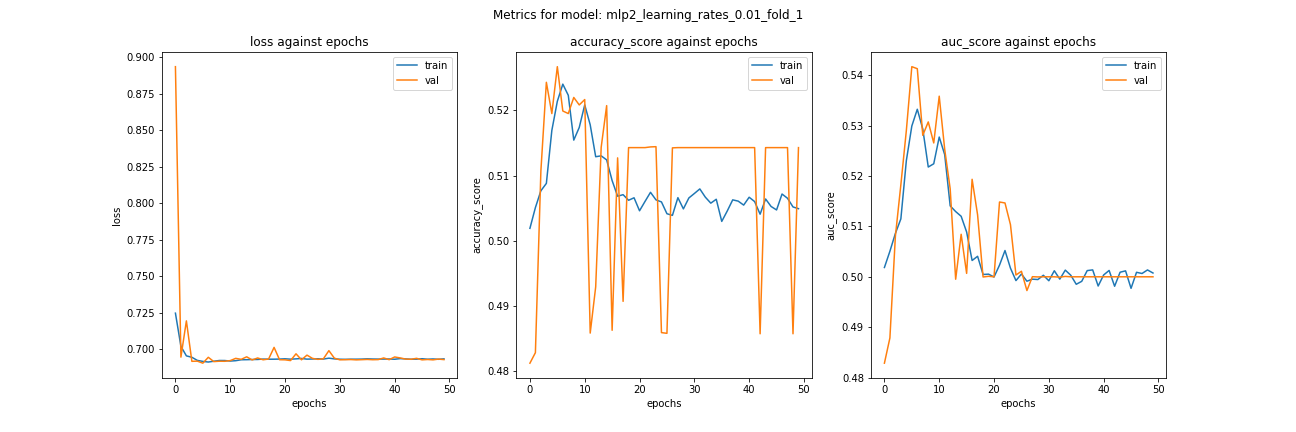 Metrics for model: mlp2_learning_rates_0.01_fold_1
loss against epochs
train
val
0.900
0.875
0.850
0.825
0.800
0.775
0.750
0.725
0.700
loss
0
10
20
30
40
50
epochs
accuracy_score against epochs
train
val
0.52
0.51
0.50
0.49
0.48
accuracy_score
0
10
20
30
40
50
epochs
auc_score against epochs
train
val
0.54
0.53
0.52
0.51
0.50
0.49
0.48
auc_score
0
10
20
30
40
50
epochs